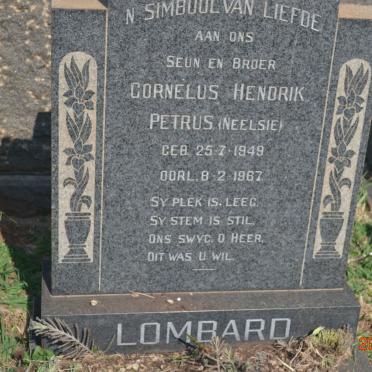 'N SIMBOOL VAN LIEFDE
AAN ONS
SEUN EN BROER
CORNELUS HENDRIK
PETRUS (NEELSIE)
GEB. 25·7·1949
OORL. 8·2·1967
SY PLEK IS LEEG,
SY STEM IS STIL.
ONS SWYG, O HEER,
DIT WAS U WIL.
LOMBARD